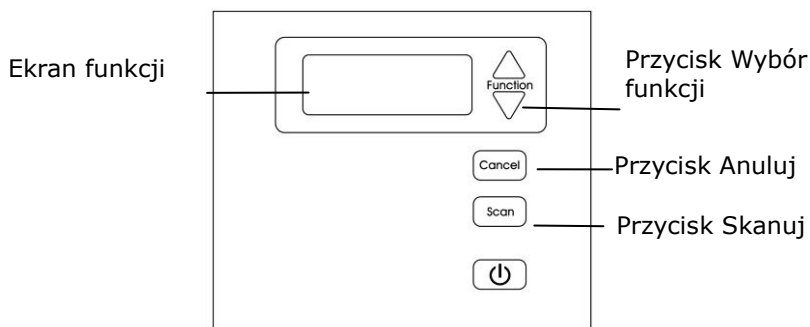 Ekran funkcji
Function
Przycisk Wybór
funkcji
Cancel
Przycisk Anuluj
Scan
Przycisk Skanuj